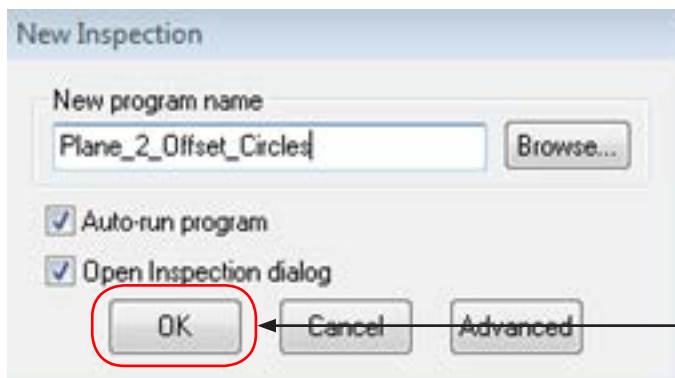 New Inspection
New program name
Plane_2_Offset_Circles
Browse...
Auto-run program
Open Inspection dialog
OK Cancel Advanced